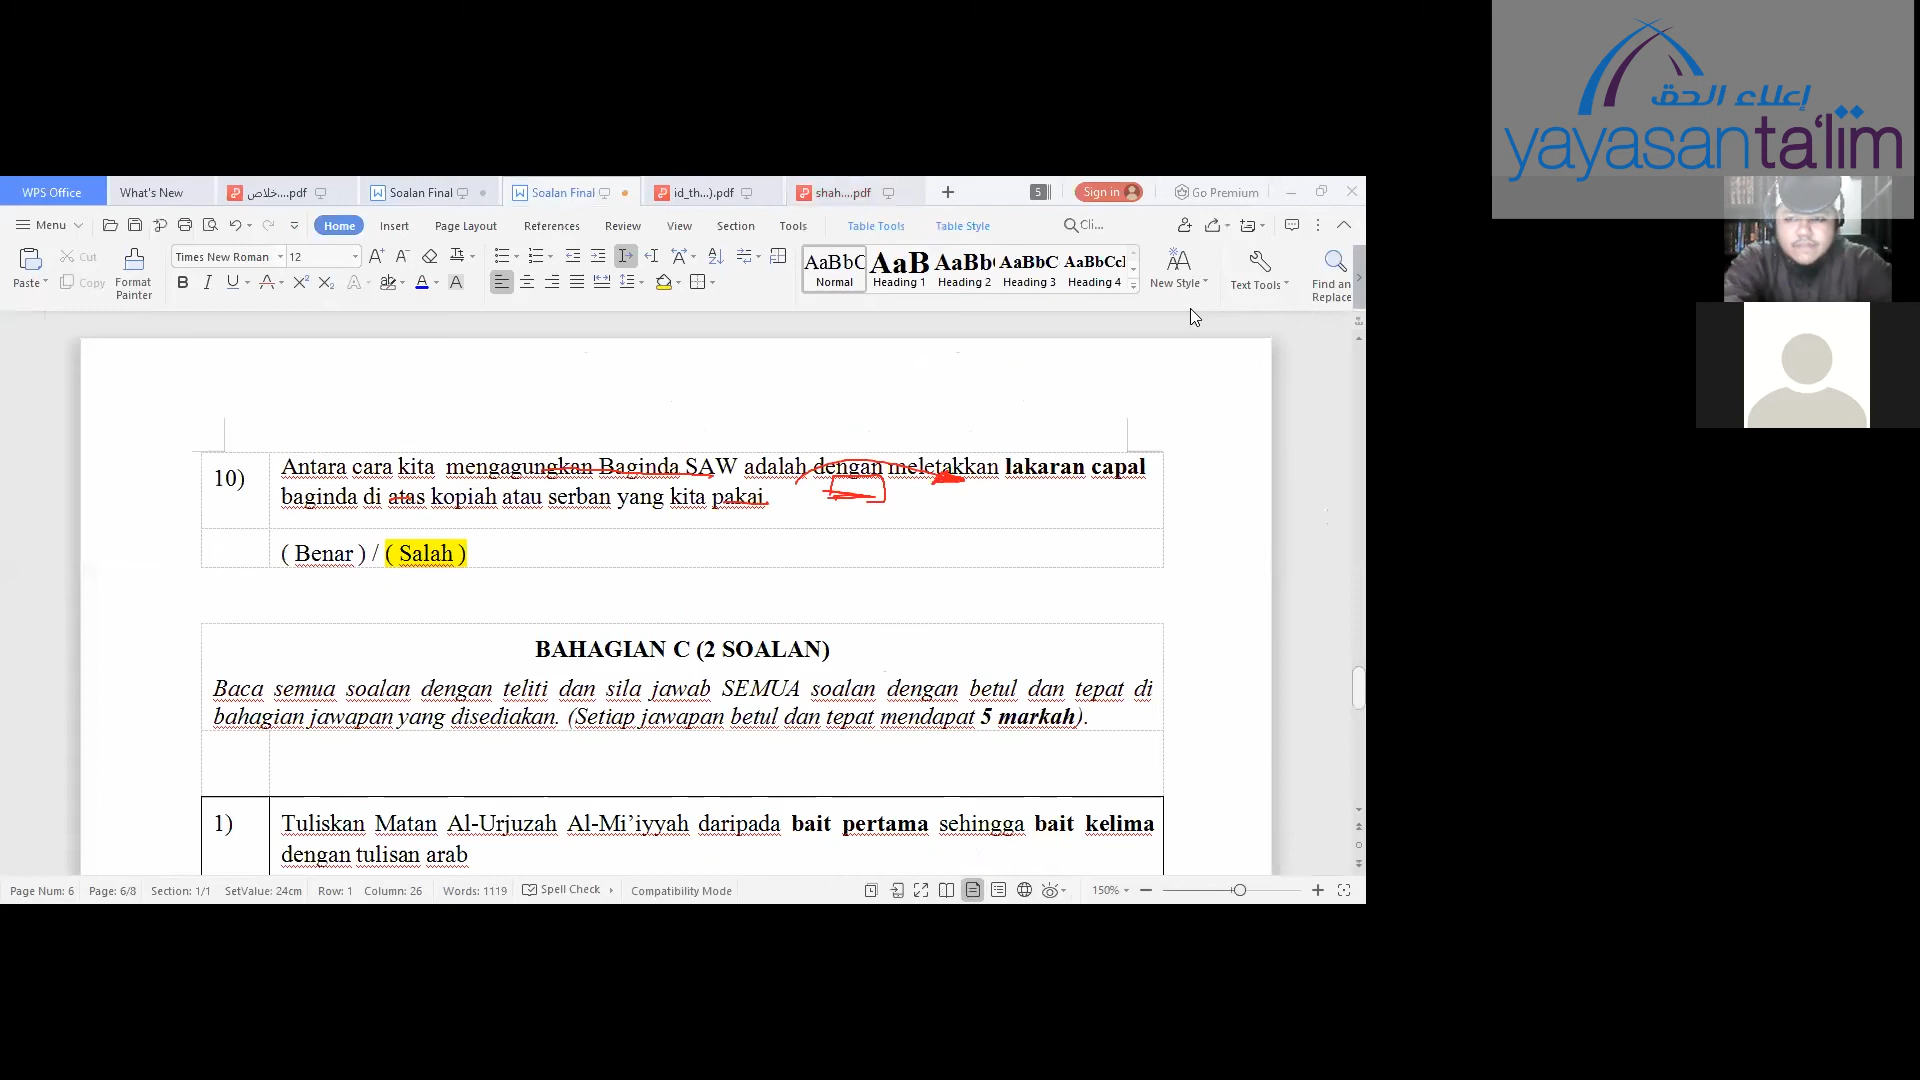 إعلاء الحق
yayasanta'lim
WPS Office
What's New
خلاص....pdf
Soalan Final
Soalan Final
id_th...).pdf
shah....pdf
5
Sign in
Go Premium
Menu
Home
Insert
Page Layout
References
Review
View
Section
Tools
Table Tools
Table Style
Cli...
Paste
Cut
Copy
Format
Painter
Times New Roman
12
AaBbC
Normal
AaB
Heading 1
AaBb
Heading 2
AaBbC
Heading 3
AaBbCc
Heading 4
New Style
Text Tools
Find an
Replace
10)
Antara cara kita mengagungkan Baginda SAW adalah dengan meletakkan lakaran capal
baginda di atas kopiah atau serban yang kita pakai.
( Benar ) / ( Salah )
BAHAGIAN C (2 SOALAN)
Baca semua soalan dengan teliti dan sila jawab SEMUA soalan dengan betul dan tepat di
bahagian jawapan yang disediakan. (Setiap jawapan betul dan tepat mendapat 5 markah).
1)
Tuliskan Matan Al-Urjuzah Al-Mi'iyyah daripada bait pertama sehingga bait kelima
dengan tulisan arab
Page Num: 6
Page: 6/8
Section: 1/1
SetValue: 24cm
Row: 1
Column: 26
Words: 1119
Spell Check
Compatibility Mode
150%